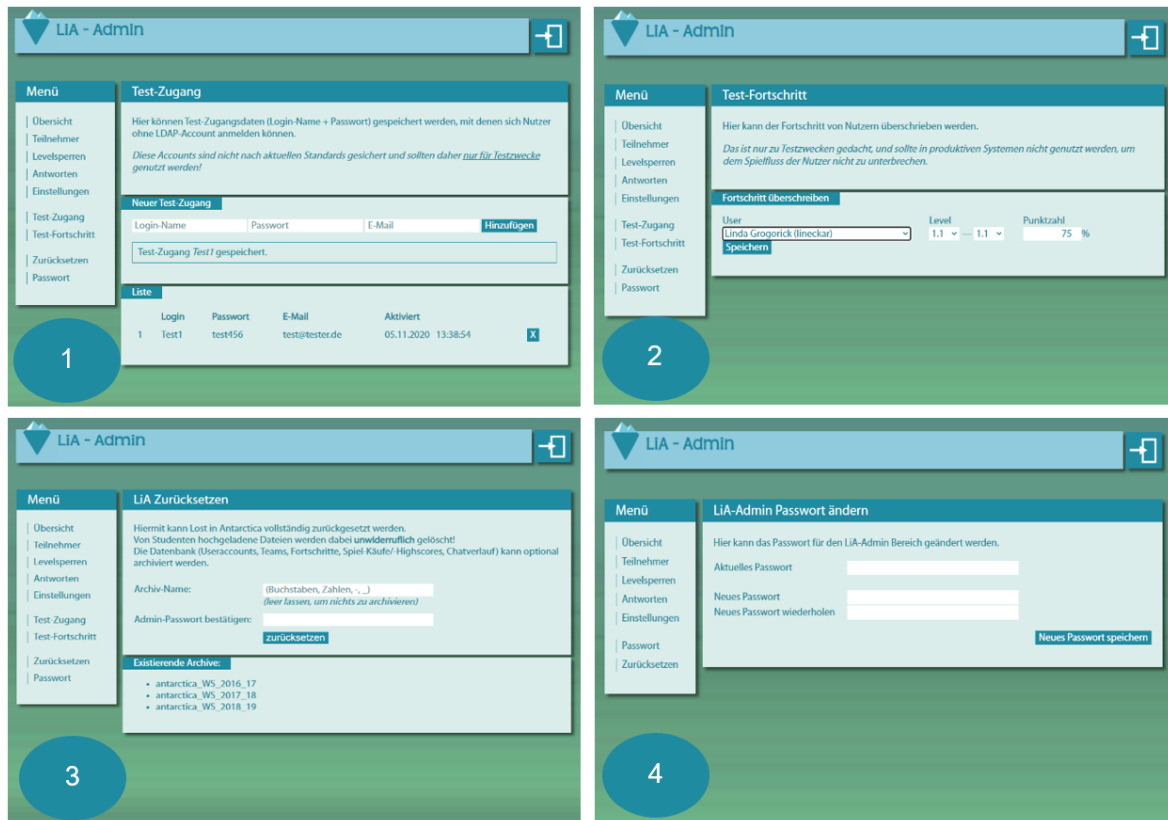 LiA - Admin
Menü
Übersicht
Teilnehmer
Levelsperren
Antworten
Einstellungen
Test-Zugang
Test-Fortschritt
Zurücksetzen
Passwort
Test-Zugang
Hier können Test-Zugangsdaten (Login-Name + Passwort) gespeichert werden, mit denen sich Nutzer
ohne LDAP-Account anmelden können.
Diese Accounts sind nicht nach aktuellen Standards gesichert und sollten daher nur für Testzwecke
genutzt werden!
Neuer Test-Zugang
Login-Name Passwort E-Mail Hinzufügen
Test-Zugang Test1 gespeichert.
Liste
Login Passwort E-Mail Aktiviert
1 Test1 test456 test@tester.de 05.11.2020 13:38:54 X
1
LiA - Admin
Menü
Übersicht
Teilnehmer
Levelsperren
Antworten
Einstellungen
Test-Zugang
Test-Fortschritt
Zurücksetzen
Passwort
Test-Fortschritt
Hier kann der Fortschritt von Nutzern überschrieben werden.
Das ist nur zu Testzwecken gedacht, und sollte in produktiven Systemen nicht genutzt werden, um
dem Spielfluss der Nutzer nicht zu unterbrechen.
Fortschritt überschreiben
User Level Punktzahl
Linda Grogorick (lineckar) 1.1 — 1.1 75 %
Speichern
2
LiA - Admin
Menü
Übersicht
Teilnehmer
Levelsperren
Antworten
Einstellungen
Test-Zugang
Test-Fortschritt
Zurücksetzen
Passwort
LiA Zurücksetzen
Hiermit kann Lost in Antarctica vollständig zurückgesetzt werden.
Von Studenten hochgeladene Dateien werden dabei unwiderruflich gelöscht!
Die Datenbank (Useraccounts, Teams, Fortschritte, Spiel-Käufe/-Highscores, Chatverlauf) kann optional
archiviert werden.
Archiv-Name: (Buchstaben, Zahlen, -, _)
(leer lassen, um nichts zu archivieren)
Admin-Passwort bestätigen:
zurücksetzen
Existierende Archive:
• antarctica_WS_2016_17
• antarctica_WS_2017_18
• antarctica_WS_2018_19
3
LiA - Admin
Menü
Übersicht
Teilnehmer
Levelsperren
Antworten
Einstellungen
Passwort
Zurücksetzen
LiA-Admin Passwort ändern
Hier kann das Passwort für den LiA-Admin Bereich geändert werden.
Aktuelles Passwort
Neues Passwort
Neues Passwort wiederholen
Neues Passwort speichern
4